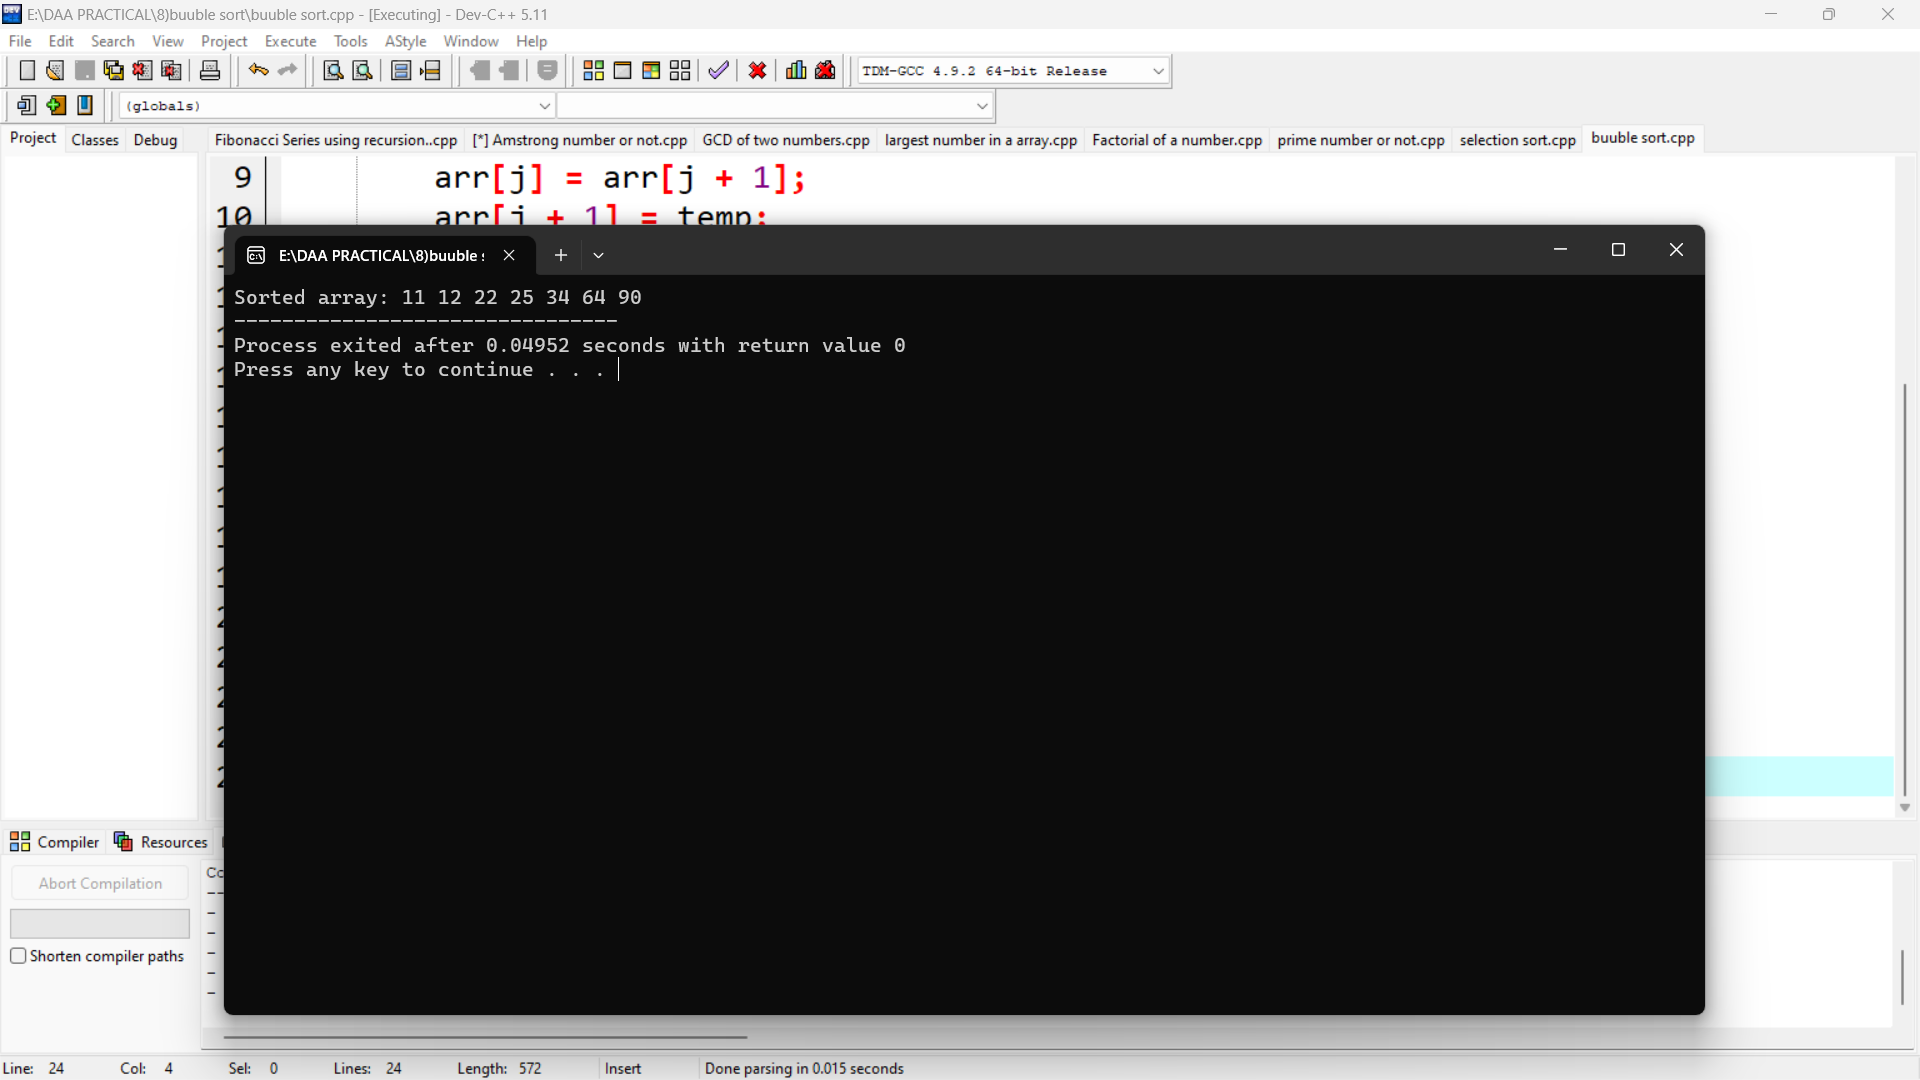 E:\DAA PRACTICAL\8)buuble sort\buuble sort.cpp - [Executing] - Dev-C++ 5.11
File Edit Search View Project Execute Tools AStyle Window Help
TDM-GCC 4.9.2 64-bit Release
(globals)
Project Classes Debug
Fibonacci Series using recursion..cpp [*] Amstrong number or not.cpp GCD of two numbers.cpp largest number in a array.cpp Factorial of a number.cpp prime number or not.cpp selection sort.cpp buuble sort.cpp
9 arr[j] = arr[j + 1];
10 arr[j + 1] = temp;
E:\DAA PRACTICAL\8)buuble
Sorted array: 11 12 22 25 34 64 90
--------------------------------
Process exited after 0.04952 seconds with return value 0
Press any key to continue . . .
Compiler Resources
Abort Compilation
Shorten compiler paths
Line: 24 Col: 4 Sel: 0 Lines: 24 Length: 572 Insert Done parsing in 0.015 seconds